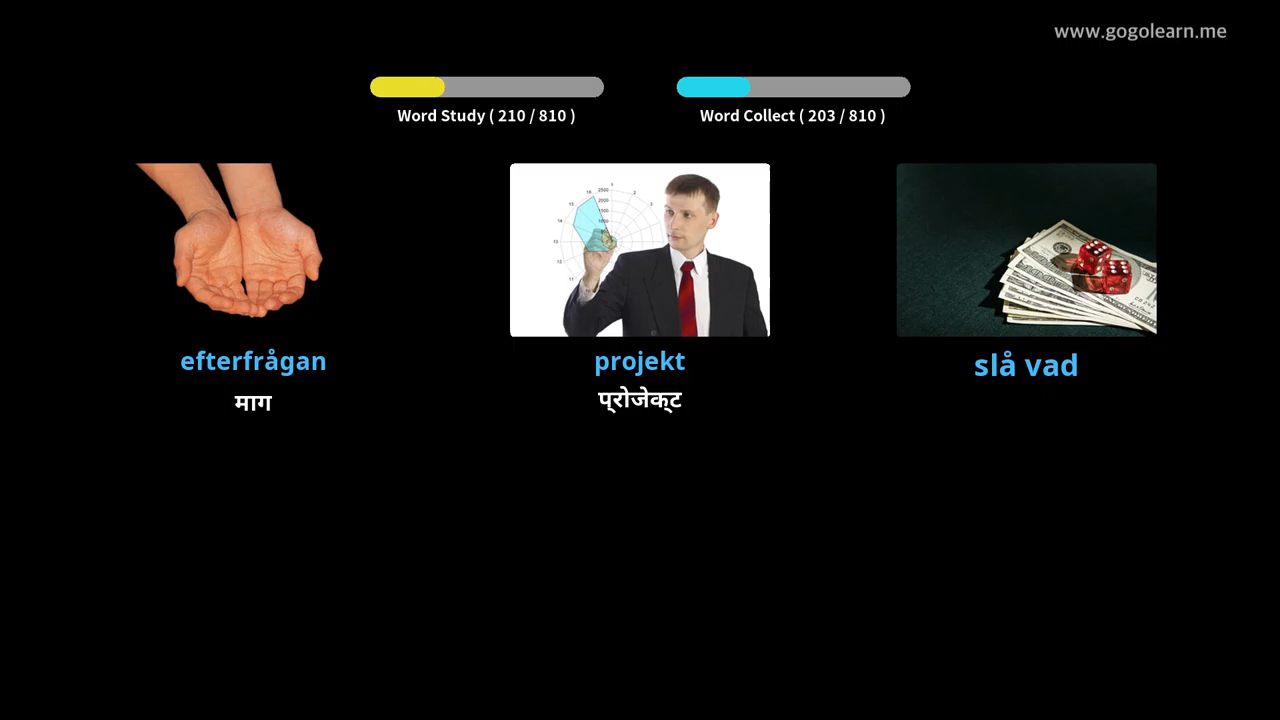 www.gogolearn.me
Word Study ( 210 / 810 )
Word Collect ( 203 / 810 )
efterfrågan
माग
projekt
प्रोजेक्ट
slå vad